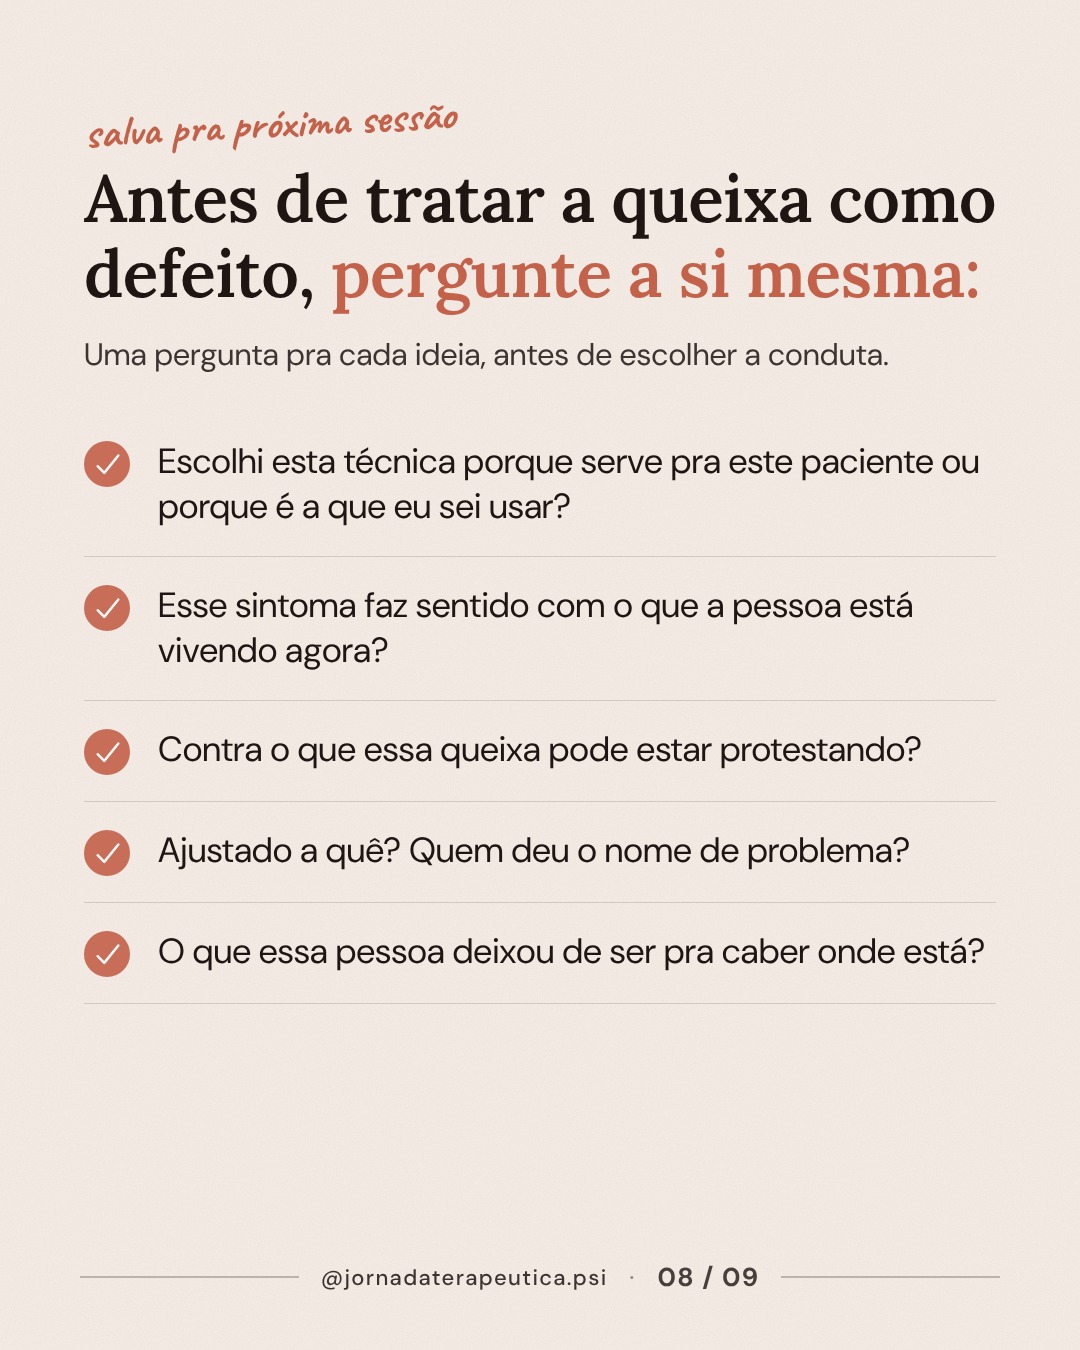 salva pra próxima sessão
Antes de tratar a queixa como
defeito, pergunte a si mesma:
Uma pergunta pra cada ideia, antes de escolher a conduta.
Escolhi esta técnica porque serve pra este paciente ou
porque é a que eu sei usar?
Esse sintoma faz sentido com o que a pessoa está
vivendo agora?
Contra o que essa queixa pode estar protestando?
Ajustado a quê? Quem deu o nome de problema?
O que essa pessoa deixou de ser pra caber onde está?
@jornadaterapeutica.psi · 08 / 09